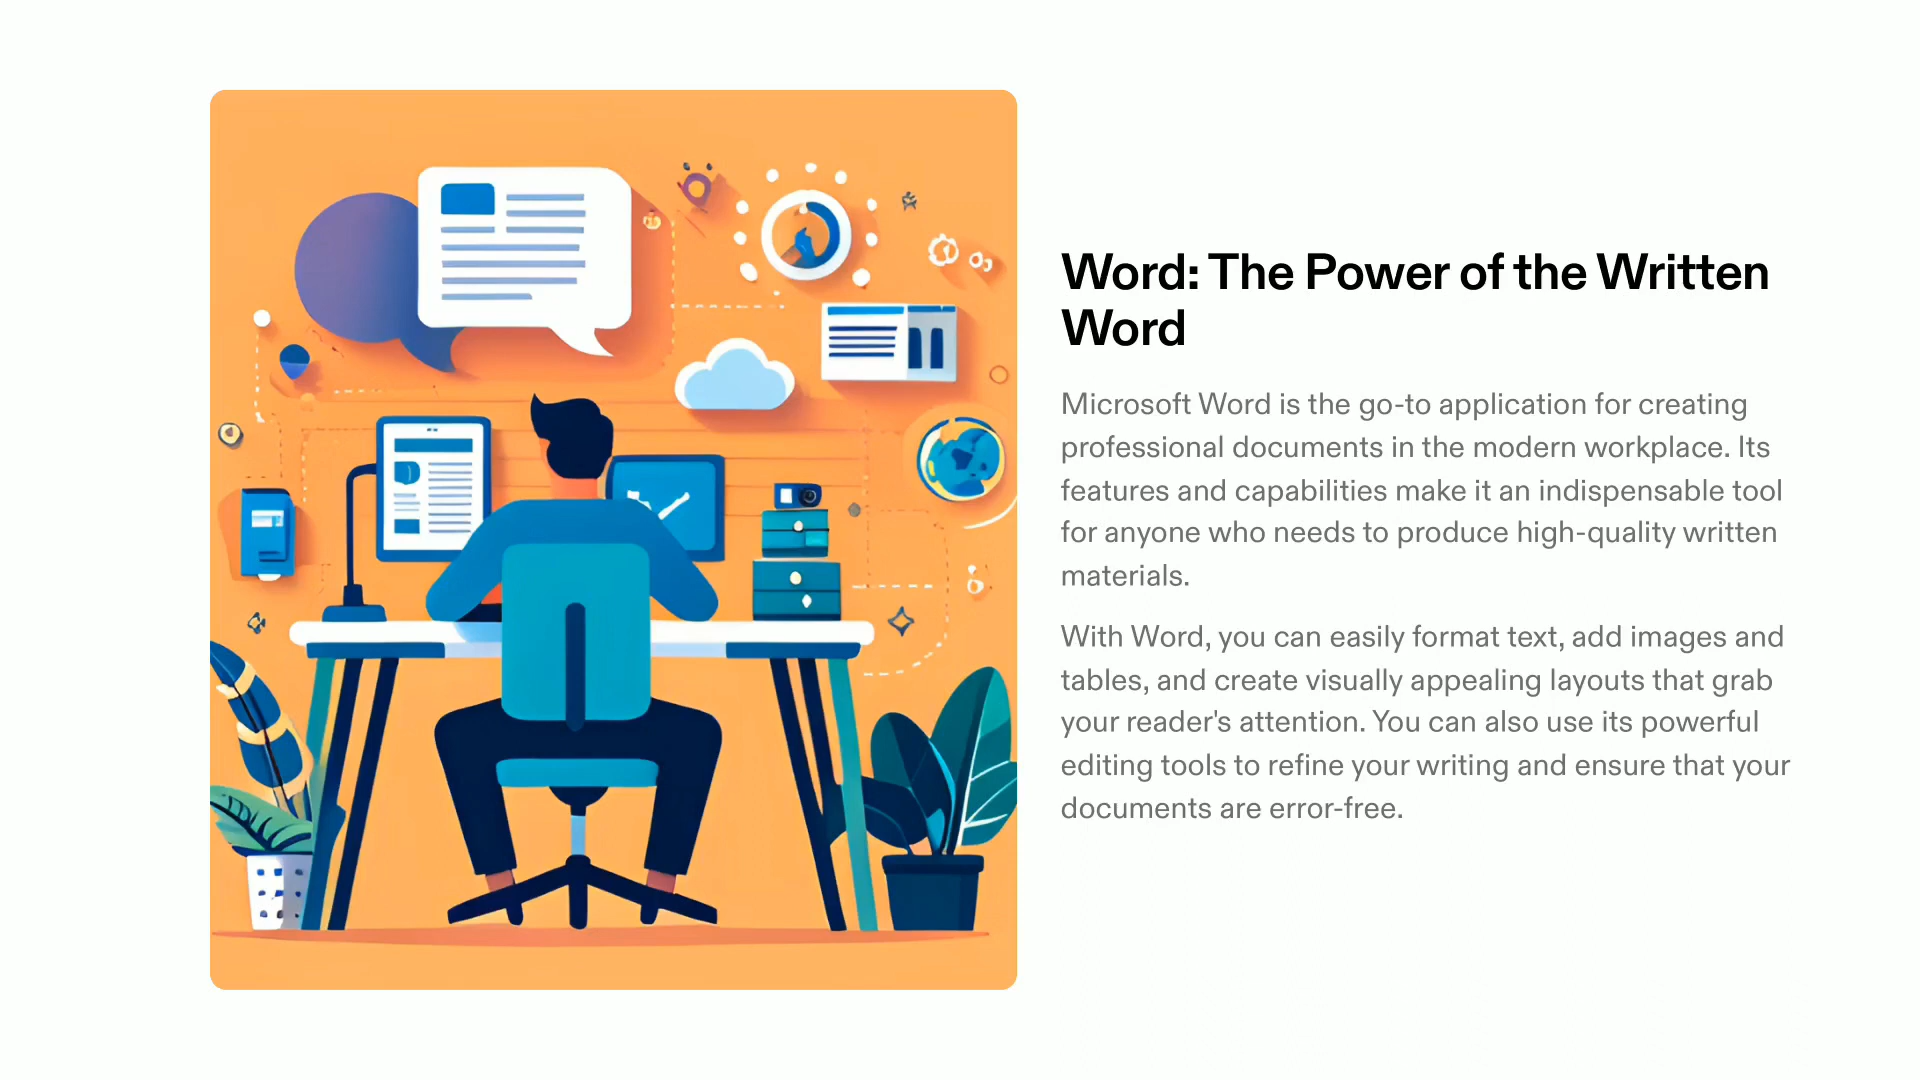 Word: The Power of the Written
Word
Microsoft Word is the go-to application for creating
professional documents in the modern workplace. Its
features and capabilities make it an indispensable tool
for anyone who needs to produce high-quality written
materials.
With Word, you can easily format text, add images and
tables, and create visually appealing layouts that grab
your reader's attention. You can also use its powerful
editing tools to refine your writing and ensure that your
documents are error-free.